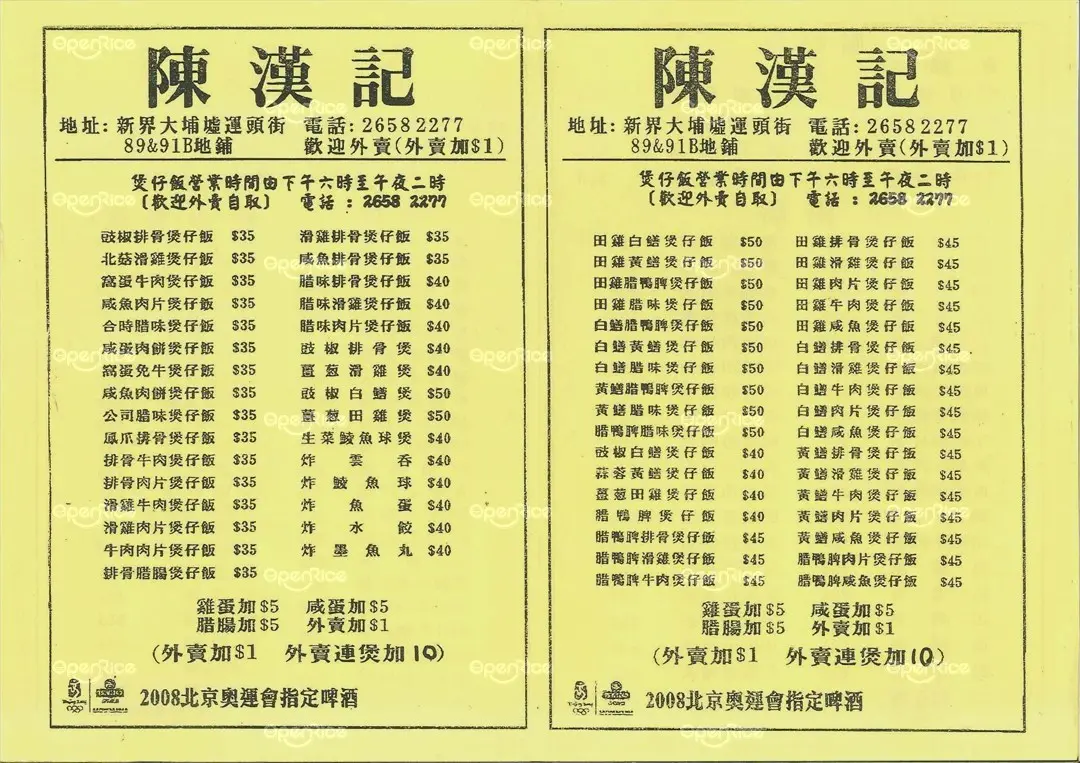 陳漢記
地址: 新界大埔墟運頭街 電話: 26582277
89&91B地鋪 歡迎外賣(外賣加$1)
煲仔飯營業時間由下午六時至午夜二時
〔歡迎外賣自取〕 電話 : 2658 2277
豉椒排骨煲仔飯 $35 滑雞排骨煲仔飯 $35
北菇滑雞煲仔飯 $35 咸魚排骨煲仔飯 $35
窩蛋牛肉煲仔飯 $35 腊味排骨煲仔飯 $40
咸魚肉片煲仔飯 $35 腊味滑雞煲仔飯 $40
合時腊味煲仔飯 $35 腊味肉片煲仔飯 $40
咸蛋肉餅煲仔飯 $35 豉椒排骨煲 $40
窩蛋免牛煲仔飯 $35 薑葱滑雞煲 $40
咸魚肉餅煲仔飯 $35 豉椒白鱔煲 $50
公司腊味煲仔飯 $35 薑葱田雞煲 $50
鳳爪排骨煲仔飯 $35 生菜鯪魚球煲 $40
排骨牛肉煲仔飯 $35 炸雲吞 $40
排骨肉片煲仔飯 $35 炸鯪魚球 $40
滑雞牛肉煲仔飯 $35 炸魚蛋 $40
滑雞肉片煲仔飯 $35 炸水餃 $40
牛肉肉片煲仔飯 $35 炸墨魚丸 $40
排骨腊腸煲仔飯 $35
雞蛋加$5 咸蛋加$5
腊腸加$5 外賣加$1
(外賣加$1 外賣連煲加10)
2008北京奧運會指定啤酒
陳漢記
地址: 新界大埔墟運頭街 電話: 26582277
89&91B地鋪 歡迎外賣(外賣加$1)
煲仔飯營業時間由下午六時至午夜二時
〔歡迎外賣自取〕 電話 : 2658 2277
田雞白鱔煲仔飯 $50 田雞排骨煲仔飯 $45
田雞黃鱔煲仔飯 $50 田雞滑雞煲仔飯 $45
田雞腊鴨脾煲仔飯 $50 田雞肉片煲仔飯 $45
田雞腊味煲仔飯 $50 田雞牛肉煲仔飯 $45
白鱔腊鴨脾煲仔飯 $50 田雞咸魚煲仔飯 $45
白鱔黃鱔煲仔飯 $50 白鱔排骨煲仔飯 $45
白鱔腊味煲仔飯 $50 白鱔滑雞煲仔飯 $45
黃鱔腊鴨脾煲仔飯 $50 白鱔牛肉煲仔飯 $45
黃鱔腊味煲仔飯 $50 白鱔肉片煲仔飯 $45
腊鴨脾腊味煲仔飯 $50 白鱔咸魚煲仔飯 $45
豉椒白鱔煲仔飯 $40 黃鱔排骨煲仔飯 $45
蒜蓉黃鱔煲仔飯 $40 黃鱔滑雞煲仔飯 $45
薑葱田雞煲仔飯 $40 黃鱔牛肉煲仔飯 $45
腊鴨脾煲仔飯 $40 黃鱔肉片煲仔飯 $45
腊鴨脾排骨煲仔飯 $45 黃鱔咸魚煲仔飯 $45
腊鴨脾滑雞煲仔飯 $45 腊鴨脾肉片煲仔飯 $45
腊鴨脾牛肉煲仔飯 $45 腊鴨脾咸魚煲仔飯 $45
雞蛋加$5 咸蛋加$5
腊腸加$5 外賣加$1
(外賣加$1 外賣連煲加10)
2008北京奧運會指定啤酒
OpenRice